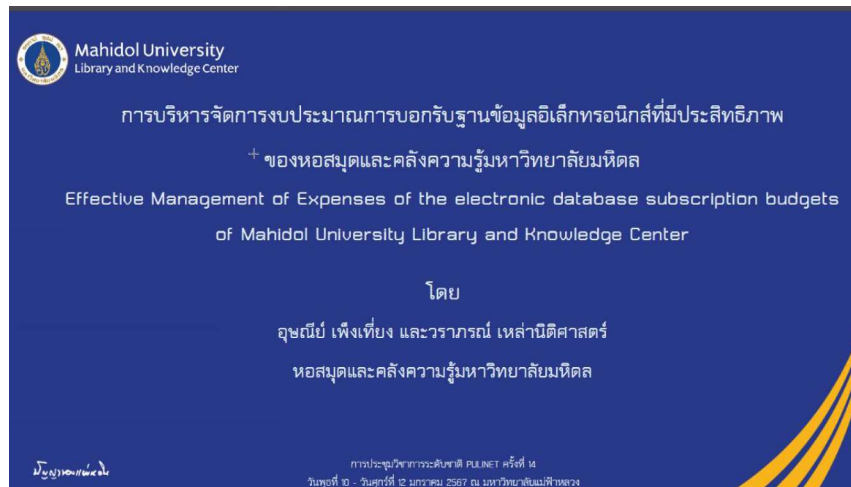 Mahidol University
Library and Knowledge Center
การบริหารจัดการงบประมาณการบอกรับฐานข้อมูลอิเล็กทรอนิกส์ที่มีประสิทธิภาพ
ของหอสมุดและคลังความรู้มหาวิทยาลัยมหิดล
Effective Management of Expenses of the electronic database subscription budgets
of Mahidol University Library and Knowledge Center
โดย
อุษณีย์ เพ็งเที่ยง และวราภรณ์ เหล่านิติศาสตร์
หอสมุดและคลังความรู้มหาวิทยาลัยมหิดล
ปัญญาของแผ่นดิน
การประชุมวิชาการระดับชาติ PULINET ครั้งที่ 14
วันพุธที่ 10 - วันศุกร์ที่ 12 มกราคม 2567 ณ มหาวิทยาลัยแม่ฟ้าหลวง